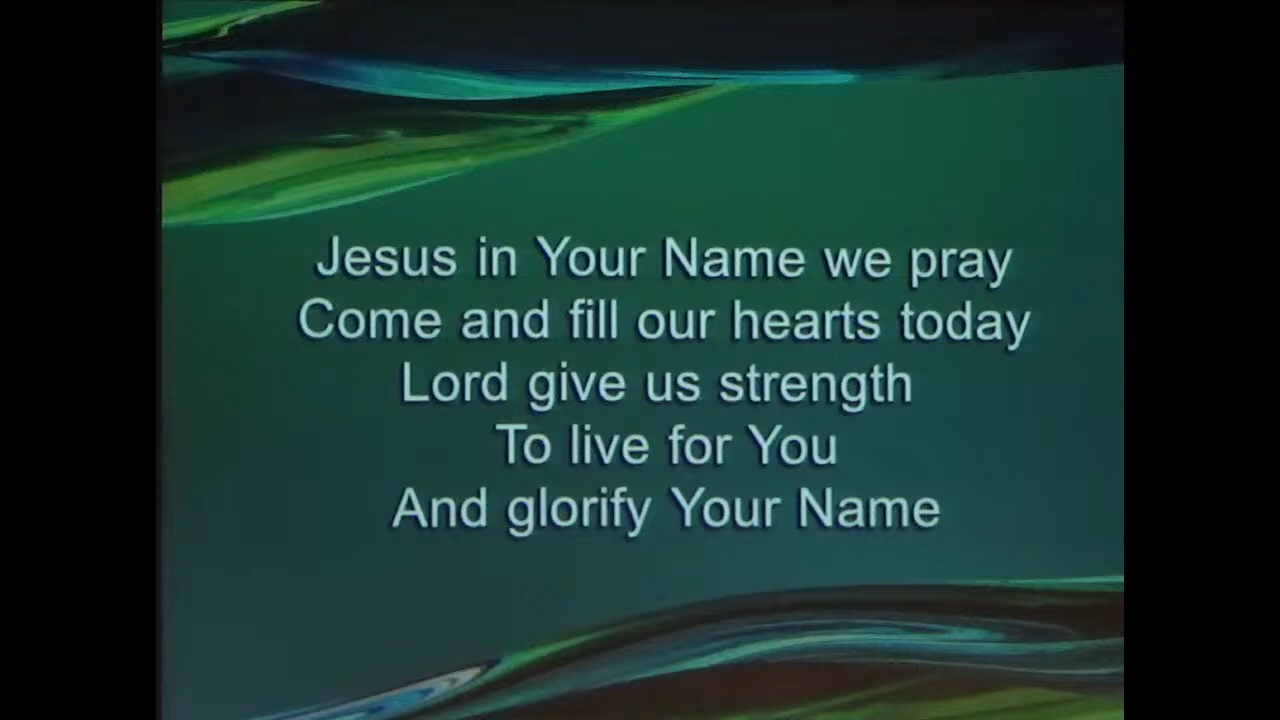 Jesus in Your Name we pray
Come and fill our hearts today
Lord give us strength
To live for You
And glorify Your Name